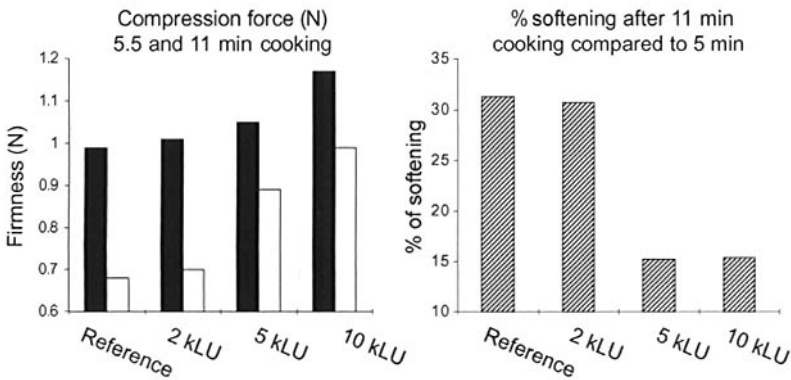 Compression force (N)
5.5 and 11 min cooking
Firmness (N)
1.2
1.1
1
0.9
0.8
0.7
0.6
Reference
2 kLU
5 kLU
10 kLU
% softening after 11 min
cooking compared to 5 min
% of softening
35
30
25
20
15
10
Reference
2 kLU
5 kLU
10 kLU